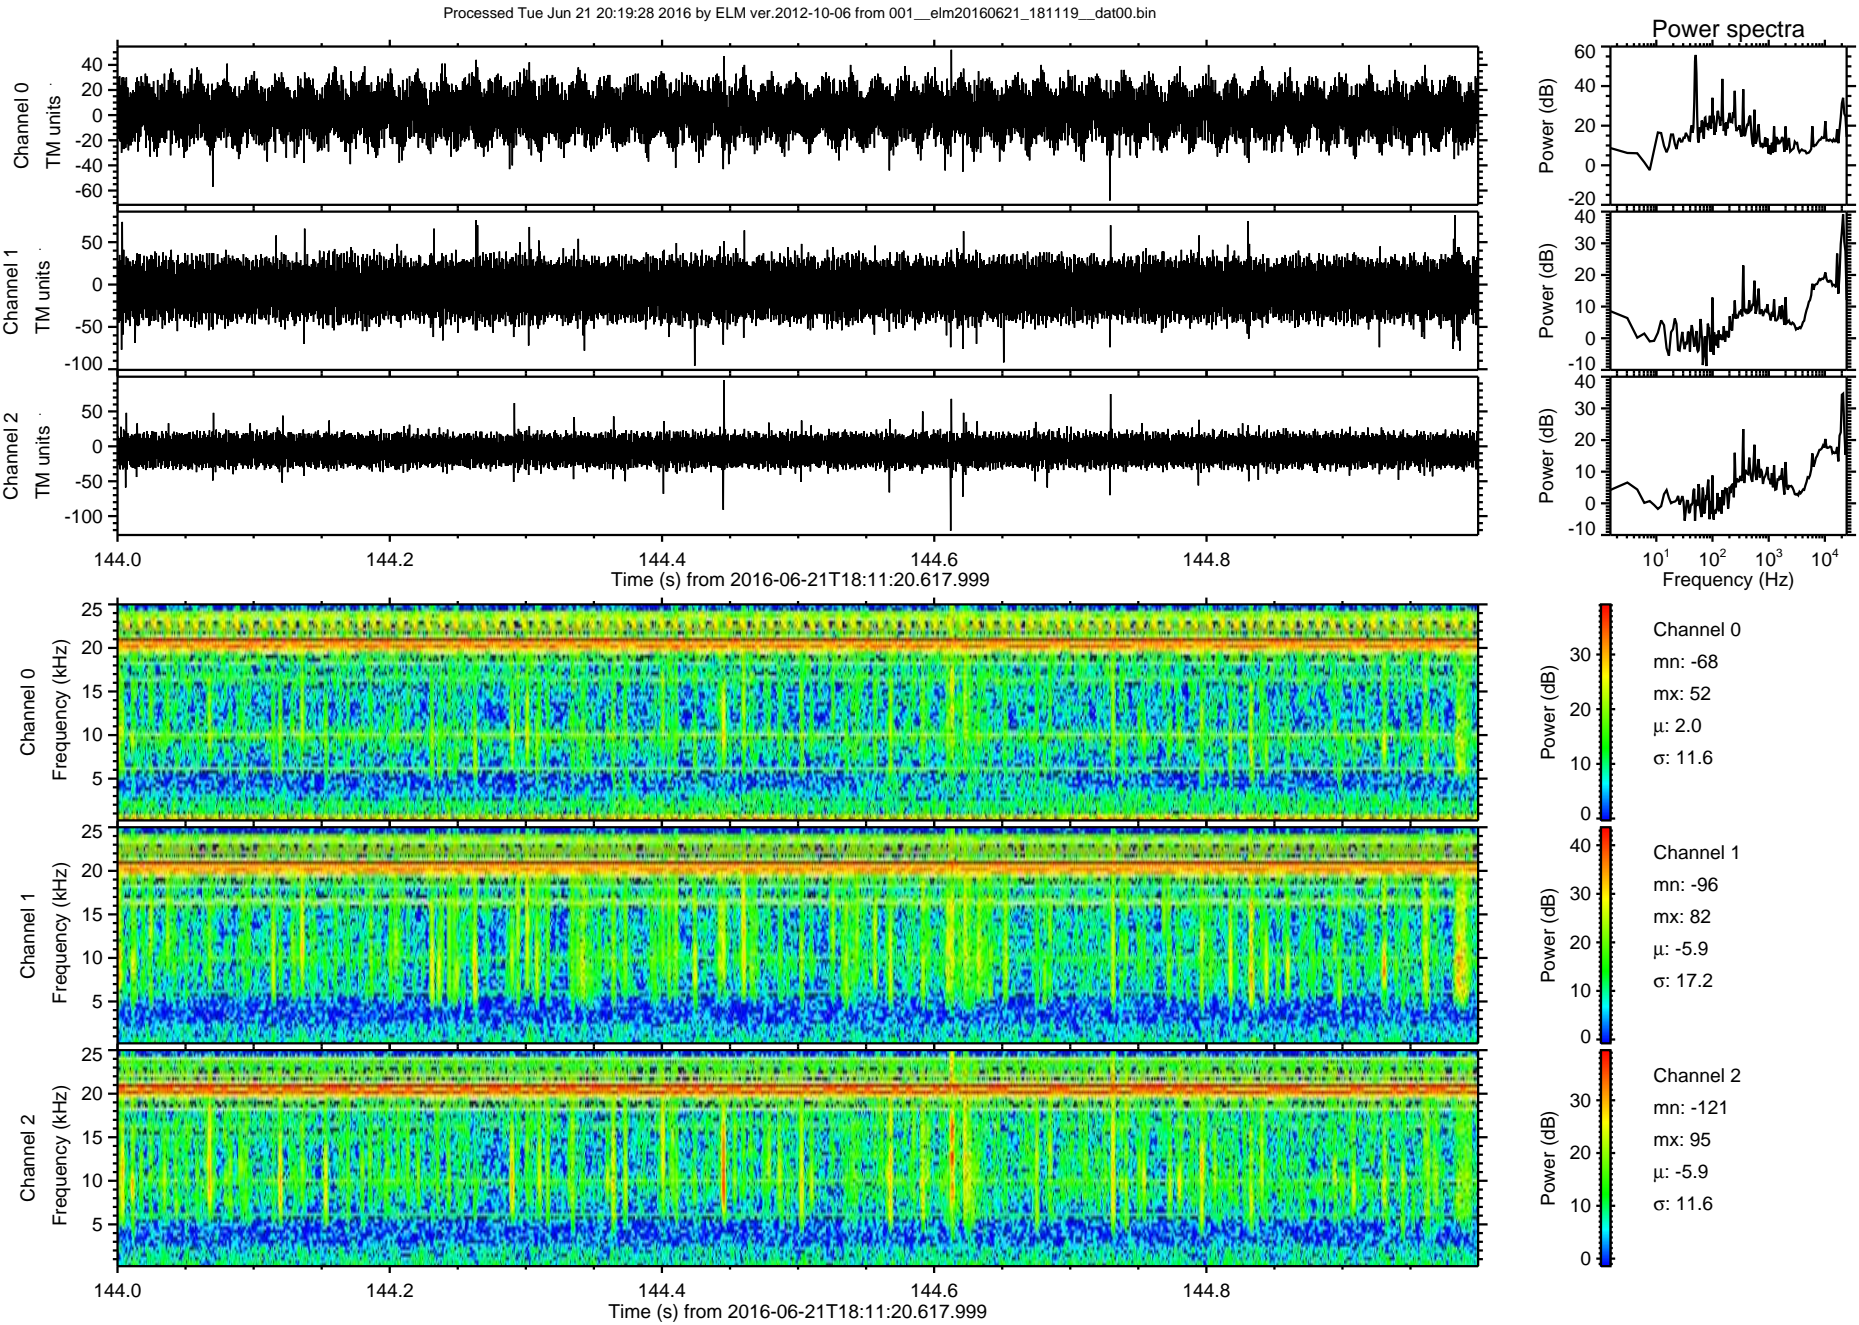 Processed Tue Jun 21 20:19:28 2016 by ELM ver.2012-10-06 from 001__elm20160621_181119__dat00.bin
Power spectra
Channel 0
TM units
40
20
0
-20
-40
-60
Power (dB)
60
40
20
0
-20
Channel 1
TM units
50
0
-50
-100
Power (dB)
40
30
20
10
0
-10
Channel 2
TM units
50
0
-50
-100
Power (dB)
40
30
20
10
0
-10
144.0 144.2 144.4 144.6 144.8
Time (s) from 2016-06-21T18:11:20.617.999
10^1 10^2 10^3 10^4
Frequency (Hz)
Channel 0
Frequency (kHz)
25
20
15
10
5
Power (dB)
30
20
10
0
Channel 0
mn: -68
mx: 52
μ: 2.0
σ: 11.6
Channel 1
Frequency (kHz)
25
20
15
10
5
Power (dB)
40
30
20
10
0
Channel 1
mn: -96
mx: 82
μ: -5.9
σ: 17.2
Channel 2
Frequency (kHz)
25
20
15
10
5
Power (dB)
30
20
10
0
Channel 2
mn: -121
mx: 95
μ: -5.9
σ: 11.6
144.0 144.2 144.4 144.6 144.8
Time (s) from 2016-06-21T18:11:20.617.999